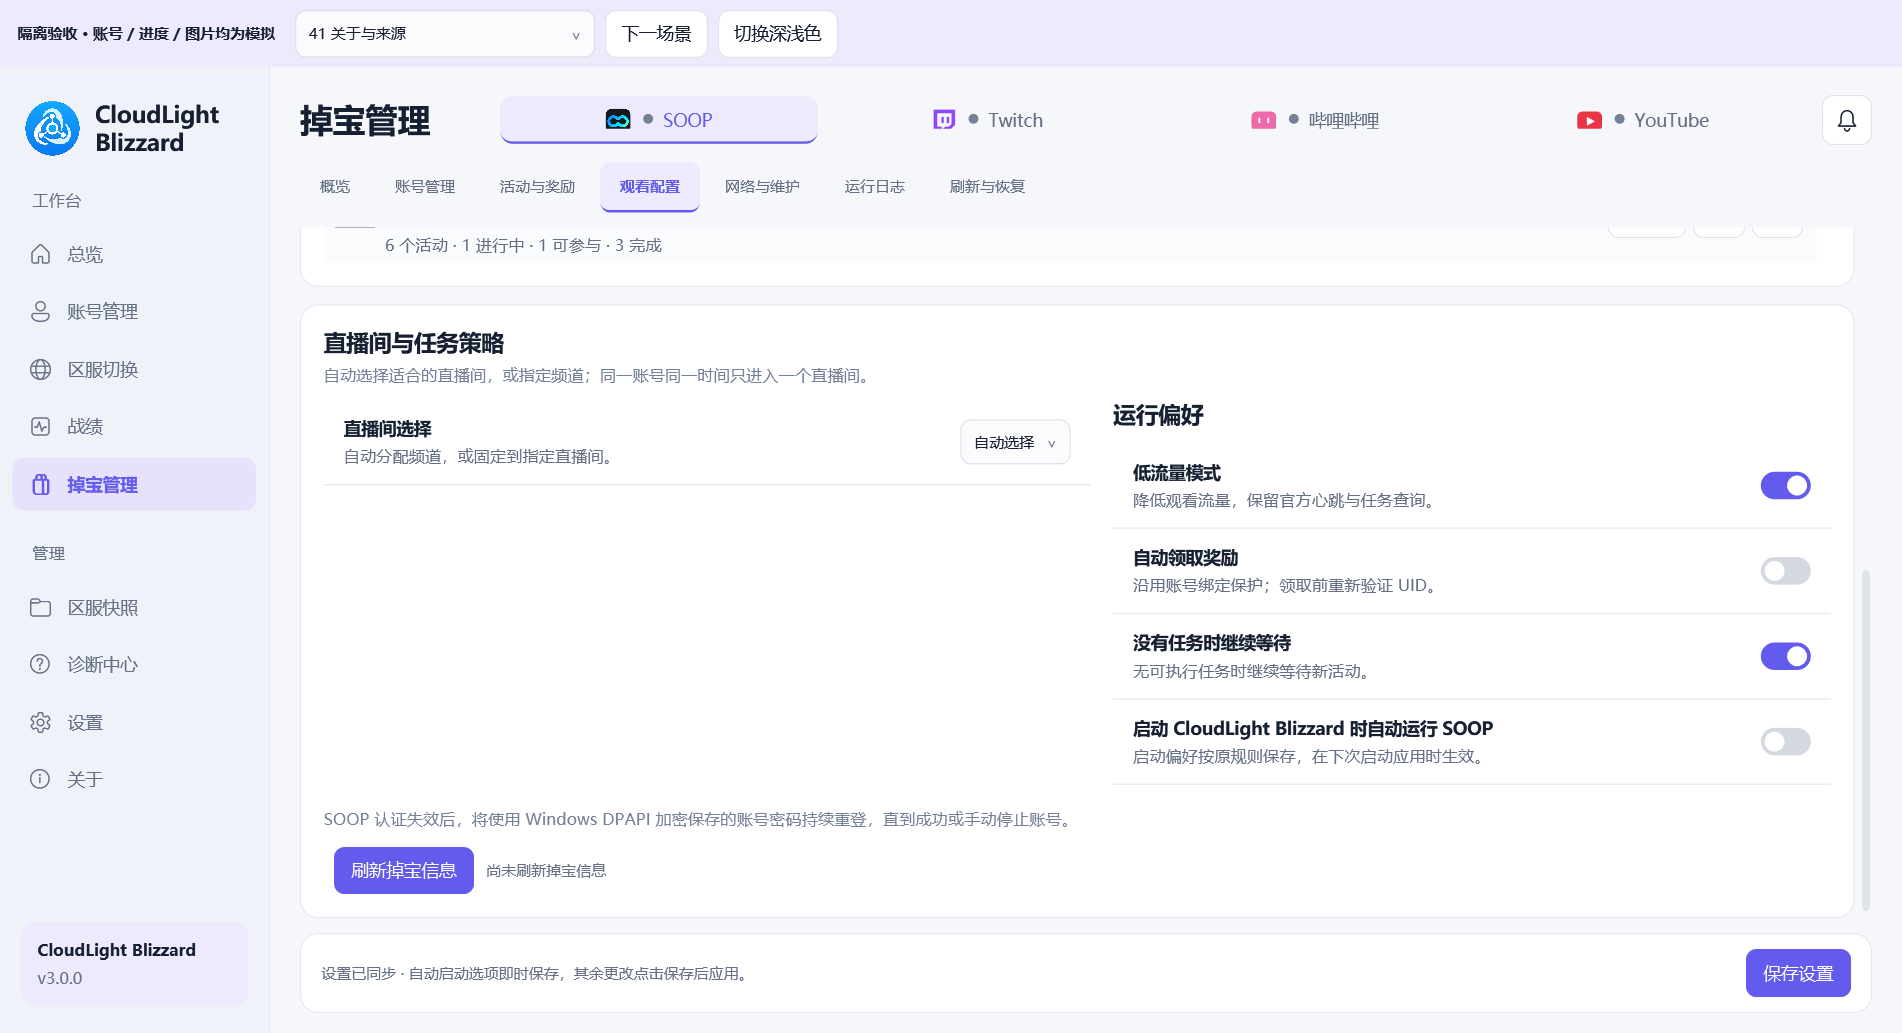 隔离验收 • 账号 / 进度 / 图片均为模拟
41 关于与来源
下一场景
切换深浅色
CloudLight
Blizzard
工作台
总览
账号管理
区服切换
战绩
掉宝管理
管理
区服快照
诊断中心
设置
关于
CloudLight Blizzard
v3.0.0
掉宝管理
SOOP
Twitch
哔哩哔哩
YouTube
概览
账号管理
活动与奖励
观看配置
网络与维护
运行日志
刷新与恢复
6 个活动 · 1 进行中 · 1 可参与 · 3 完成
直播间与任务策略
自动选择适合的直播间，或指定频道；同一账号同一时间只进入一个直播间。
直播间选择
自动分配频道，或固定到指定直播间。
自动选择
运行偏好
低流量模式
降低观看流量，保留官方心跳与任务查询。
自动领取奖励
沿用账号绑定保护；领取前重新验证 UID。
没有任务时继续等待
无可执行任务时继续等待新活动。
启动 CloudLight Blizzard 时自动运行 SOOP
启动偏好按原规则保存，在下次启动应用时生效。
SOOP 认证失效后，将使用 Windows DPAPI 加密保存的账号密码持续重登，直到成功或手动停止账号。
刷新掉宝信息
尚未刷新掉宝信息
设置已同步 · 自动启动选项即时保存，其余更改点击保存后应用。
保存设置